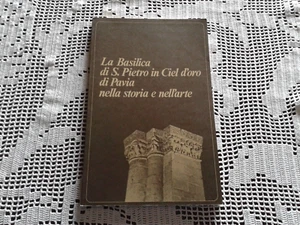 La Basilica
di S. Pietro in Ciel d'oro
di Pavia
nella storia e nell'arte